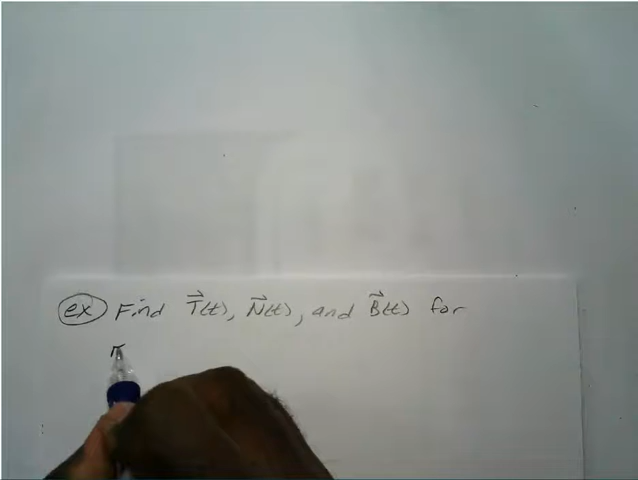 ex Find T⃗(t), N⃗(t), and B⃗(t) for
r